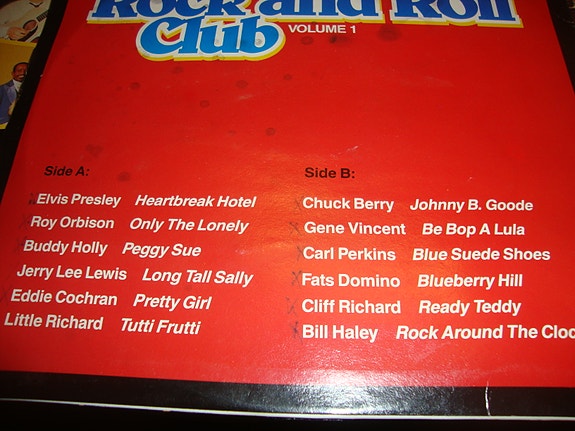 Rock and Roll
Club VOLUME 1
Side A:
Elvis Presley Heartbreak Hotel
Roy Orbison Only The Lonely
Buddy Holly Peggy Sue
Jerry Lee Lewis Long Tall Sally
Eddie Cochran Pretty Girl
Little Richard Tutti Frutti
Side B:
Chuck Berry Johnny B. Goode
Gene Vincent Be Bop A Lula
Carl Perkins Blue Suede Shoes
Fats Domino Blueberry Hill
Cliff Richard Ready Teddy
Bill Haley Rock Around The Cloc